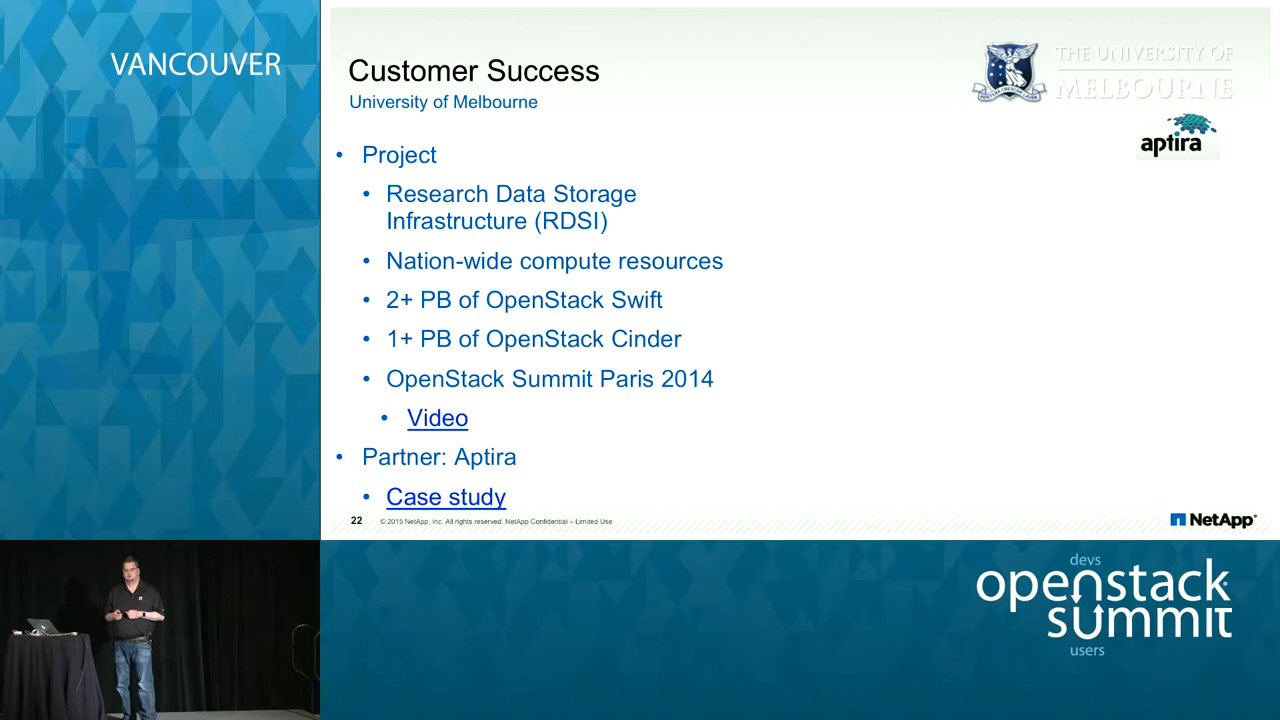 VANCOUVER
Customer Success
University of Melbourne
THE UNIVERSITY OF
MELBOURNE
aptira
• Project
• Research Data Storage
Infrastructure (RDSI)
• Nation-wide compute resources
• 2+ PB of OpenStack Swift
• 1+ PB of OpenStack Cinder
• OpenStack Summit Paris 2014
• Video
• Partner: Aptira
• Case study
22 © 2015 NetApp, Inc. All rights reserved. NetApp Confidential – Limited Use
NetApp
devs
openstack
summit
users